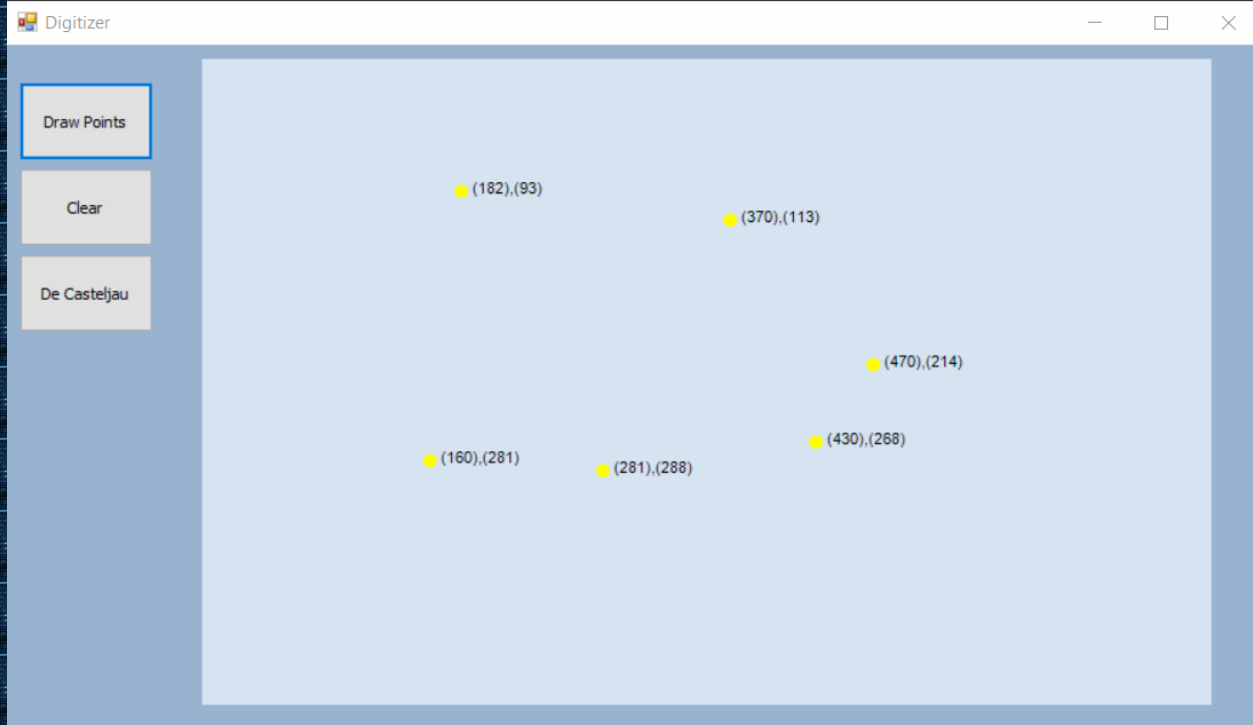 Digitizer
Draw Points
Clear
De Casteljau
(182),(93)
(370),(113)
(470),(214)
(430),(268)
(160),(281)
(281),(288)